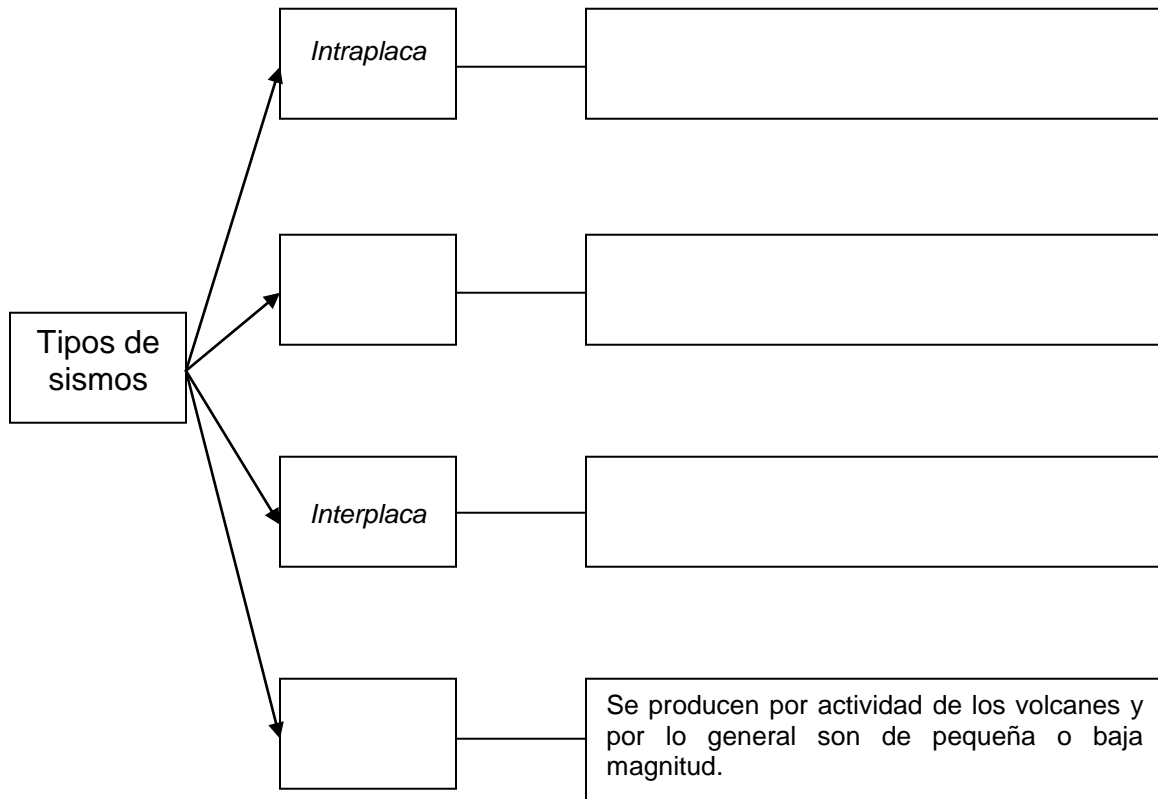 Intraplaca
Tipos de
sismos
Interplaca
Se producen por actividad de los volcanes y
por lo general son de pequeña o baja
magnitud.